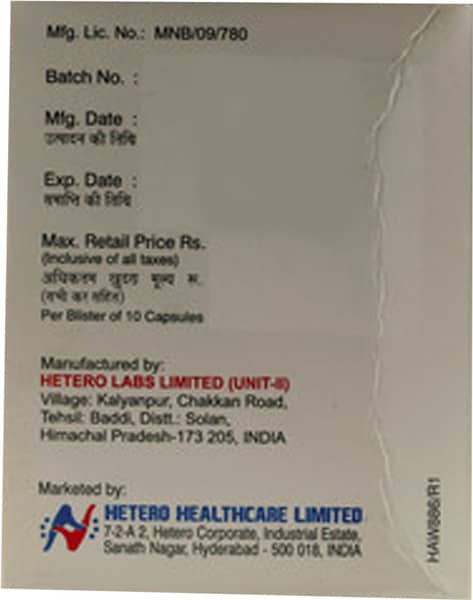 Mfg. Lic. No.: MNB/09/780
Batch No. :
Mfg. Date :
उत्पादन की तिथि
Exp. Date :
समाप्ति की तिथि
Max. Retail Price Rs.
(Inclusive of all taxes)
अधिकतम खुदरा मूल्य रू.
(सभी कर सहित)
Per Blister of 10 Capsules
Manufactured by:
HETERO LABS LIMITED (UNIT-II)
Village: Kalyanpur, Chakkan Road,
Tehsil: Baddi, Distt.: Solan,
Himachal Pradesh-173 205, INDIA
Marketed by:
HETERO HEALTHCARE LIMITED
7-2-A 2, Hetero Corporate, Industrial Estate,
Sanath Nagar, Hyderabad - 500 018, INDIA
HAW886/R1